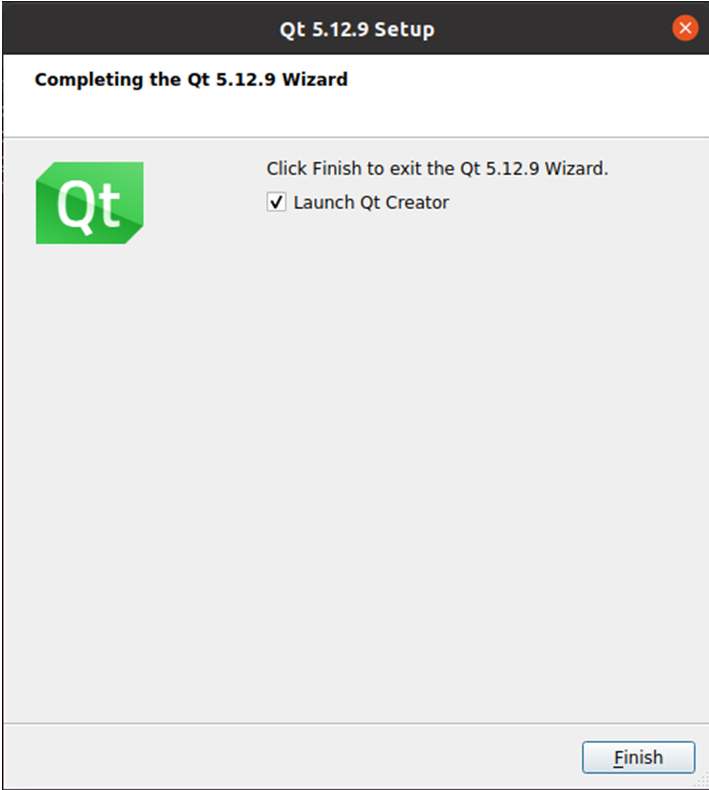 Qt 5.12.9 Setup
Completing the Qt 5.12.9 Wizard
Qt
Click Finish to exit the Qt 5.12.9 Wizard.
Launch Qt Creator
Finish